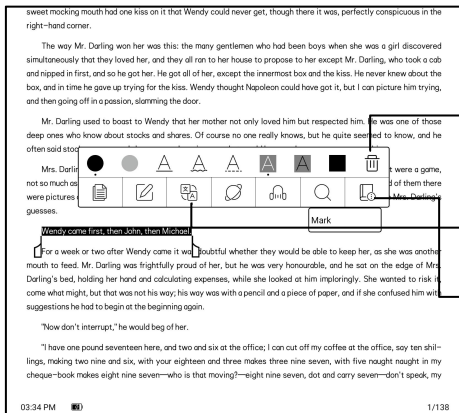 sweet mocking mouth had one kiss on it that Wendy could never get, though there it was, perfectly conspicuous in the
right-hand corner.
The way Mr. Darling won her was this: the many gentlemen who had been boys when she was a girl discovered
simultaneously that they loved her, and they all ran to her house to propose to her except Mr. Darling, who took a cab
and nipped in first, and so he got her. He got all of her, except the innermost box and the kiss. He never knew about the
box, and in time he gave up trying for the kiss. Wendy thought Napoleon could have got it, but I can picture him trying,
and then going off in a passion, slamming the door.
Mr. Darling used to boast to Wendy that her mother not only loved him but respected him. He was one of those
deep ones who know about stocks and shares. Of course no one really knows, but he quite seemed to know, and he
often said
A A A A A
Mrs. t were a game,
not so much as d of them there
were pictures Mrs. Darling's
guesses.
Mark
Wendy came first, then John, then Michael.
For a week or two after Wendy came it was doubtful whether they would be able to keep her, as she was another
mouth to feed. Mr. Darling was frightfully proud of her, but he was very honourable, and he sat on the edge of Mrs.
Darling's bed, holding her hand and calculating expenses, while she looked at him imploringly. She wanted to risk it,
come what might, but that was not his way; his way was with a pencil and a piece of paper, and if she confused him with
suggestions he had to begin at the beginning again.
"Now don't interrupt," he would beg of her.
"I have one pound seventeen here, and two and six at the office; I can cut off my coffee at the office, say ten shil-
lings, making two nine and six, with your eighteen and three makes three nine seven, with five naught naught in my
cheque-book makes eight nine seven—who is that moving?—eight nine seven, dot and carry seven—don't speak, my
03:34 PM 1/138